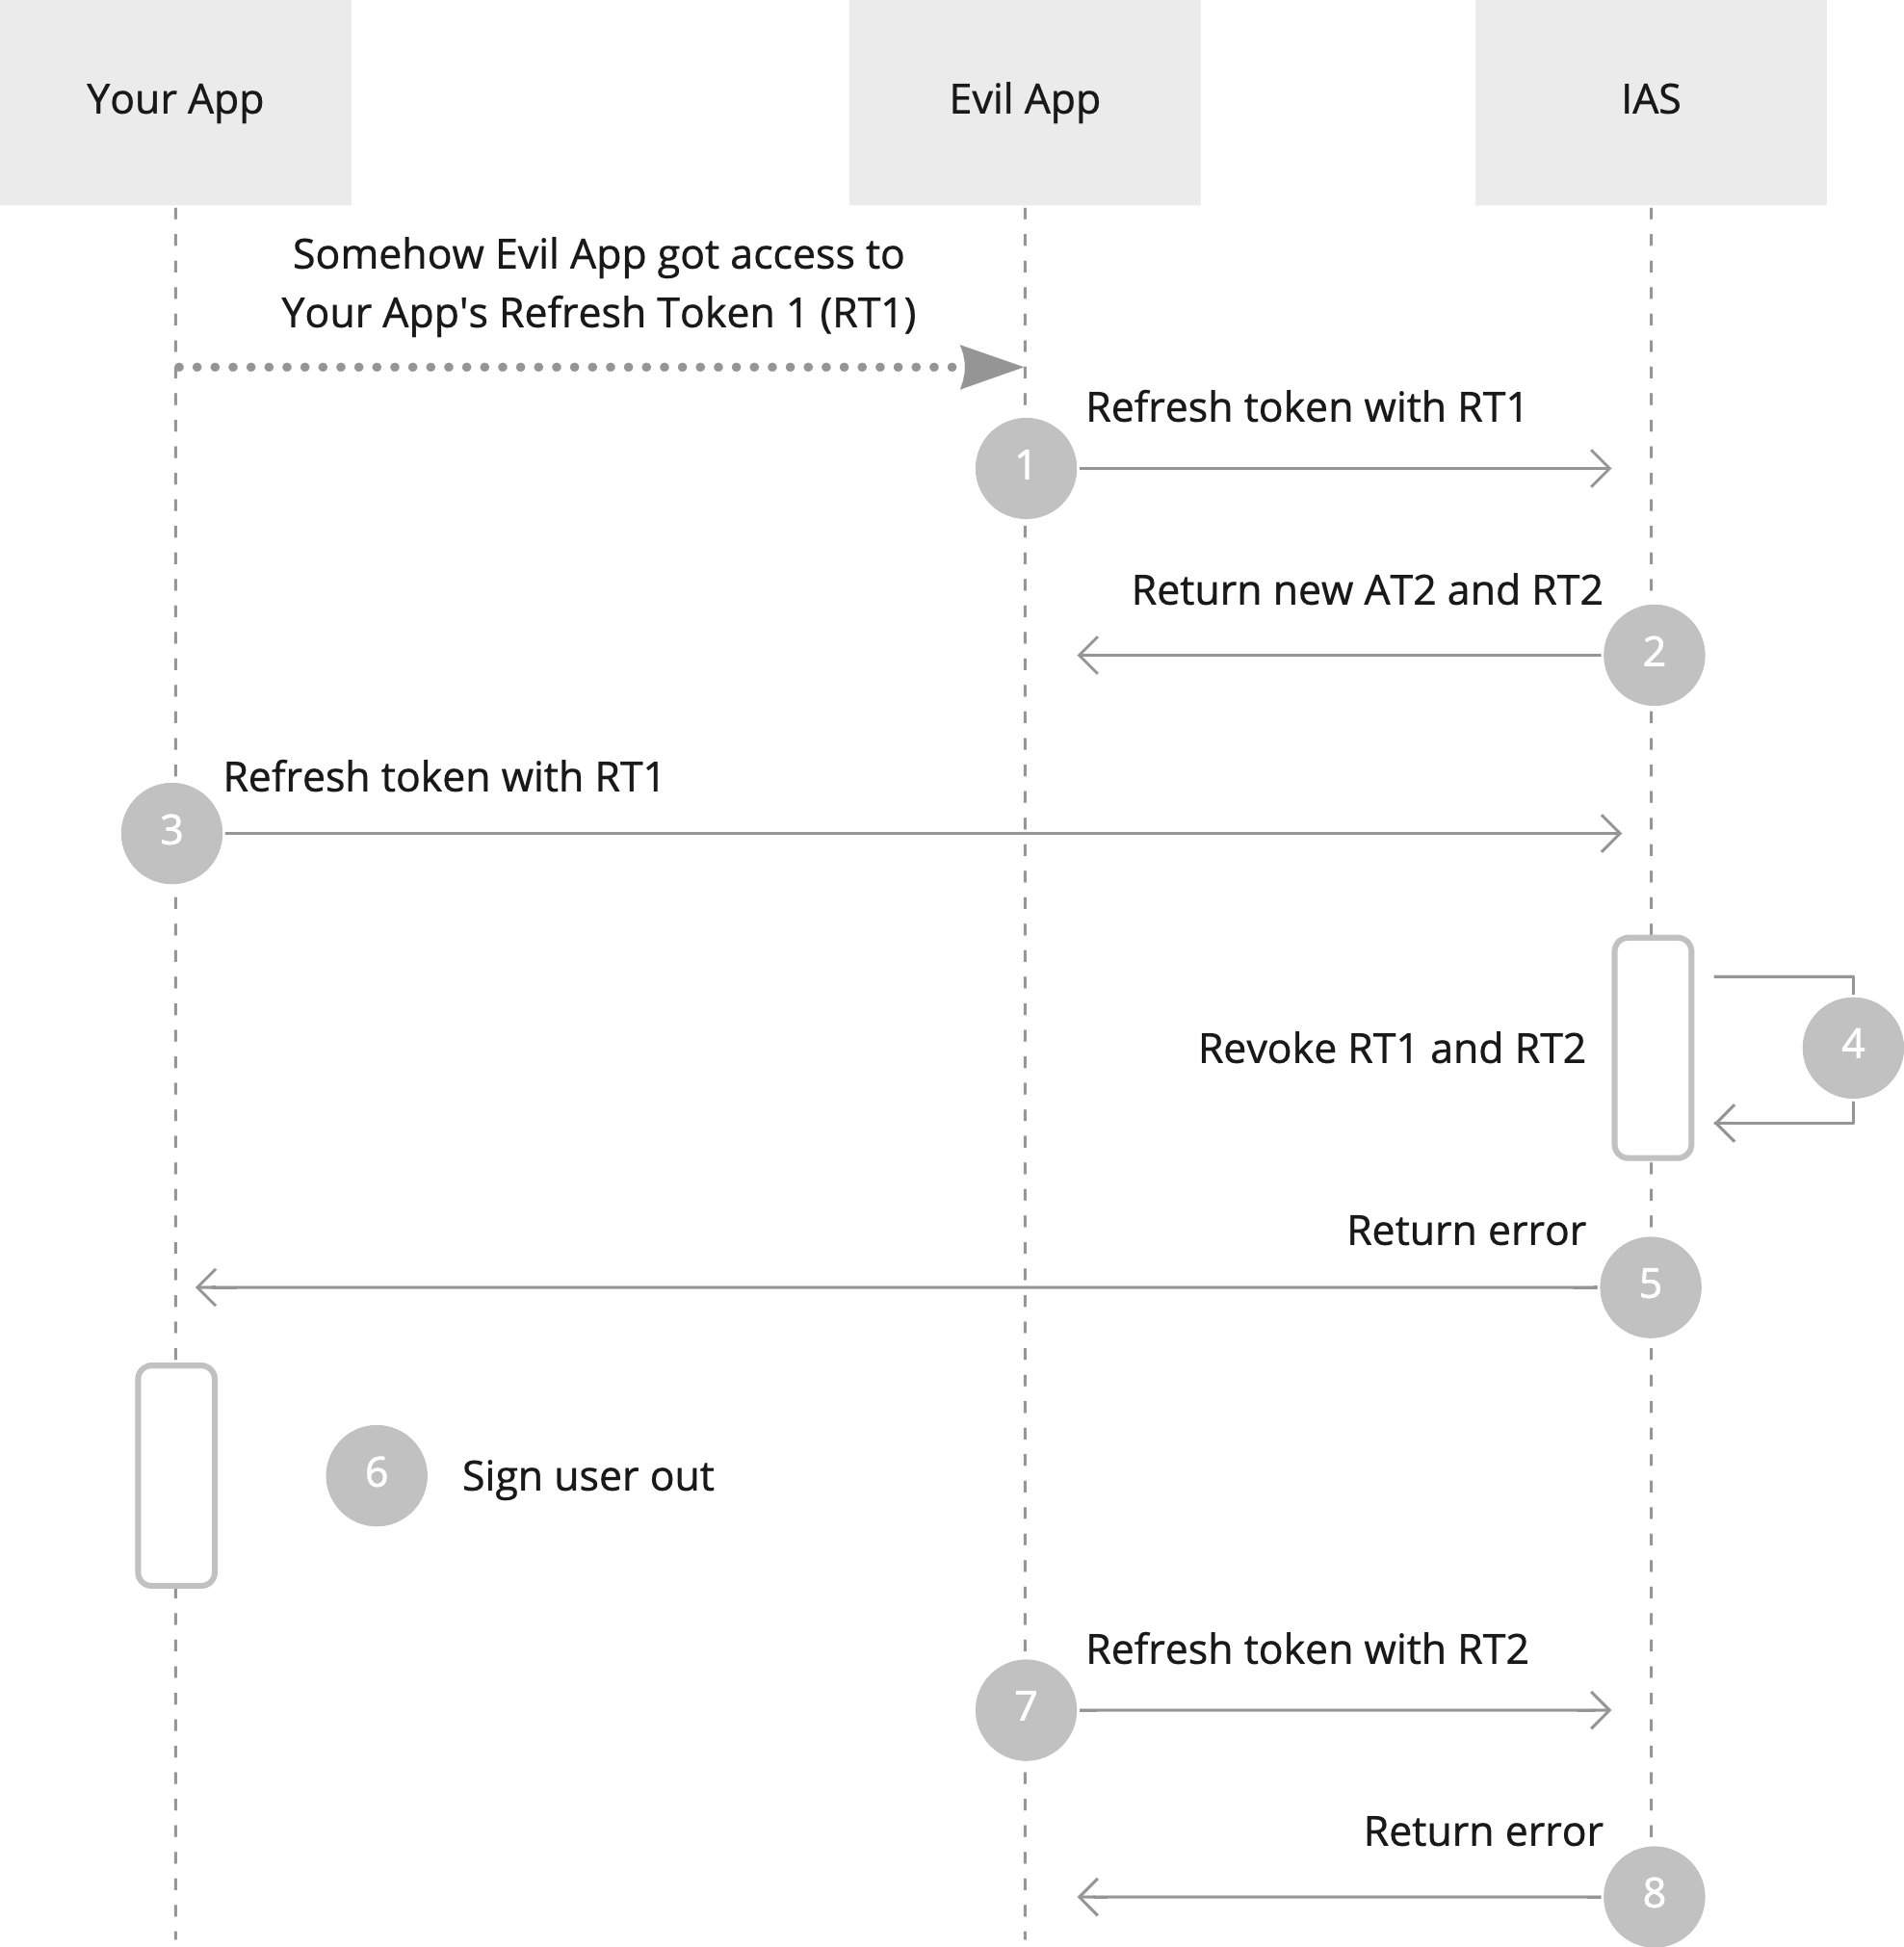 Your App
Evil App
IAS
Somehow Evil App got access to
Your App's Refresh Token 1 (RT1)
Refresh token with RT1
1
Return new AT2 and RT2
2
Refresh token with RT1
3
Revoke RT1 and RT2
4
Return error
5
6
Sign user out
Refresh token with RT2
7
Return error
8